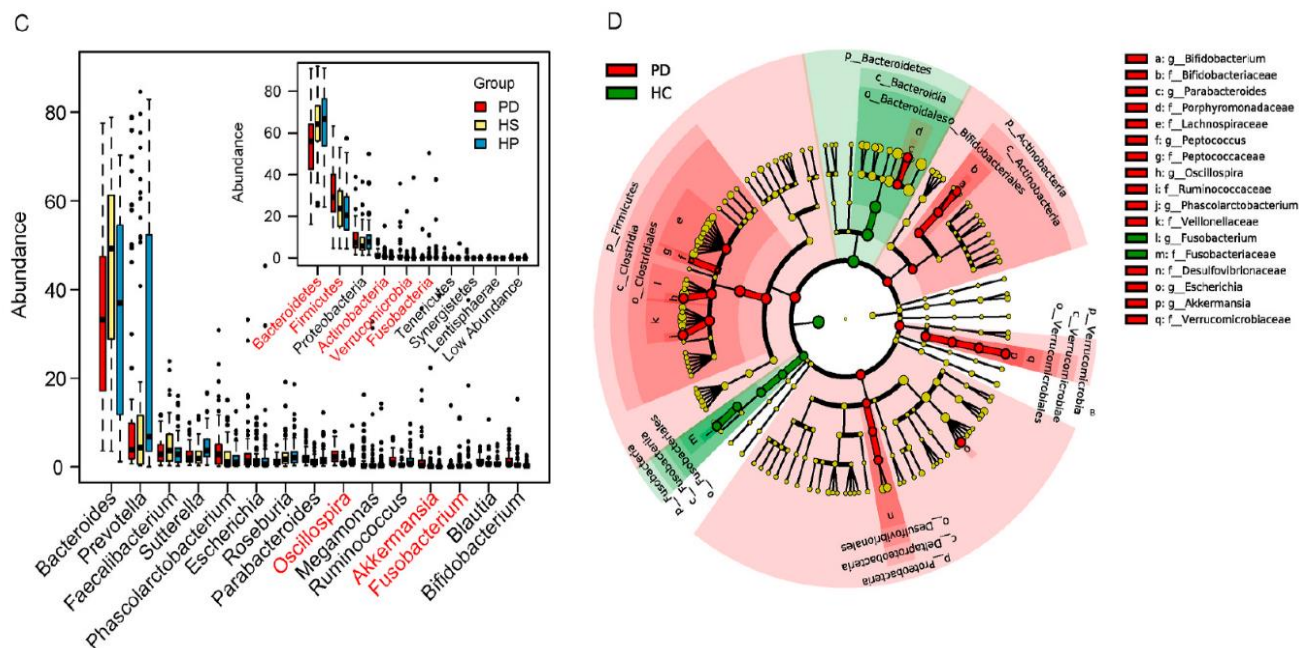 C
Abundance
80
60
40
20
0
Abundance
80
60
40
20
0
Group
PD
HS
HP
Bacteroidetes
Firmicutes
Proteobacteria
Actinobacteria
Verrucomicrobia
Fusobacteria
Tenericutes
Synergistetes
Lentisphaerae
Low Abundance
Bacteroides
Prevotella
Faecalibacterium
Sutterella
Phascolarctobacterium
Escherichia
Roseburia
Parabacteroides
Oscillospira
Megamonas
Ruminococcus
Akkermansia
Fusobacterium
Blautia
Bifidobacterium
D
PD
HC
p__Bacteroidetes
c__Bacteroidia
o__Bacteroidales
o__Bifidobacteriales
c__Actinobacteria
p__Actinobacteria
p__Firmicutes
c__Clostridia
o__Clostridiales
p__Verrucomicrobia
c__Verrucomicrobiae
o__Verrucomicrobiales
p__Fusobacteria
c__Fusobacteriia
o__Fusobacteriales
o__Desulfovibrionales
c__Deltaproteobacteria
p__Proteobacteria
d
b
a
e
g
f
k
m
n
o
p
q
a: g__Bifidobacterium
b: f__Bifidobacteriaceae
c: g__Parabacteroides
d: f__Porphyromonadaceae
e: f__Lachnospiraceae
f: g__Peptococcus
g: f__Peptococcaceae
h: g__Oscillospira
i: f__Ruminococcaceae
j: g__Phascolarctobacterium
k: f__Veillonellaceae
l: g__Fusobacterium
m: f__Fusobacteriaceae
n: f__Desulfovibrionaceae
o: g__Escherichia
p: g__Akkermansia
q: f__Verrucomicrobiaceae